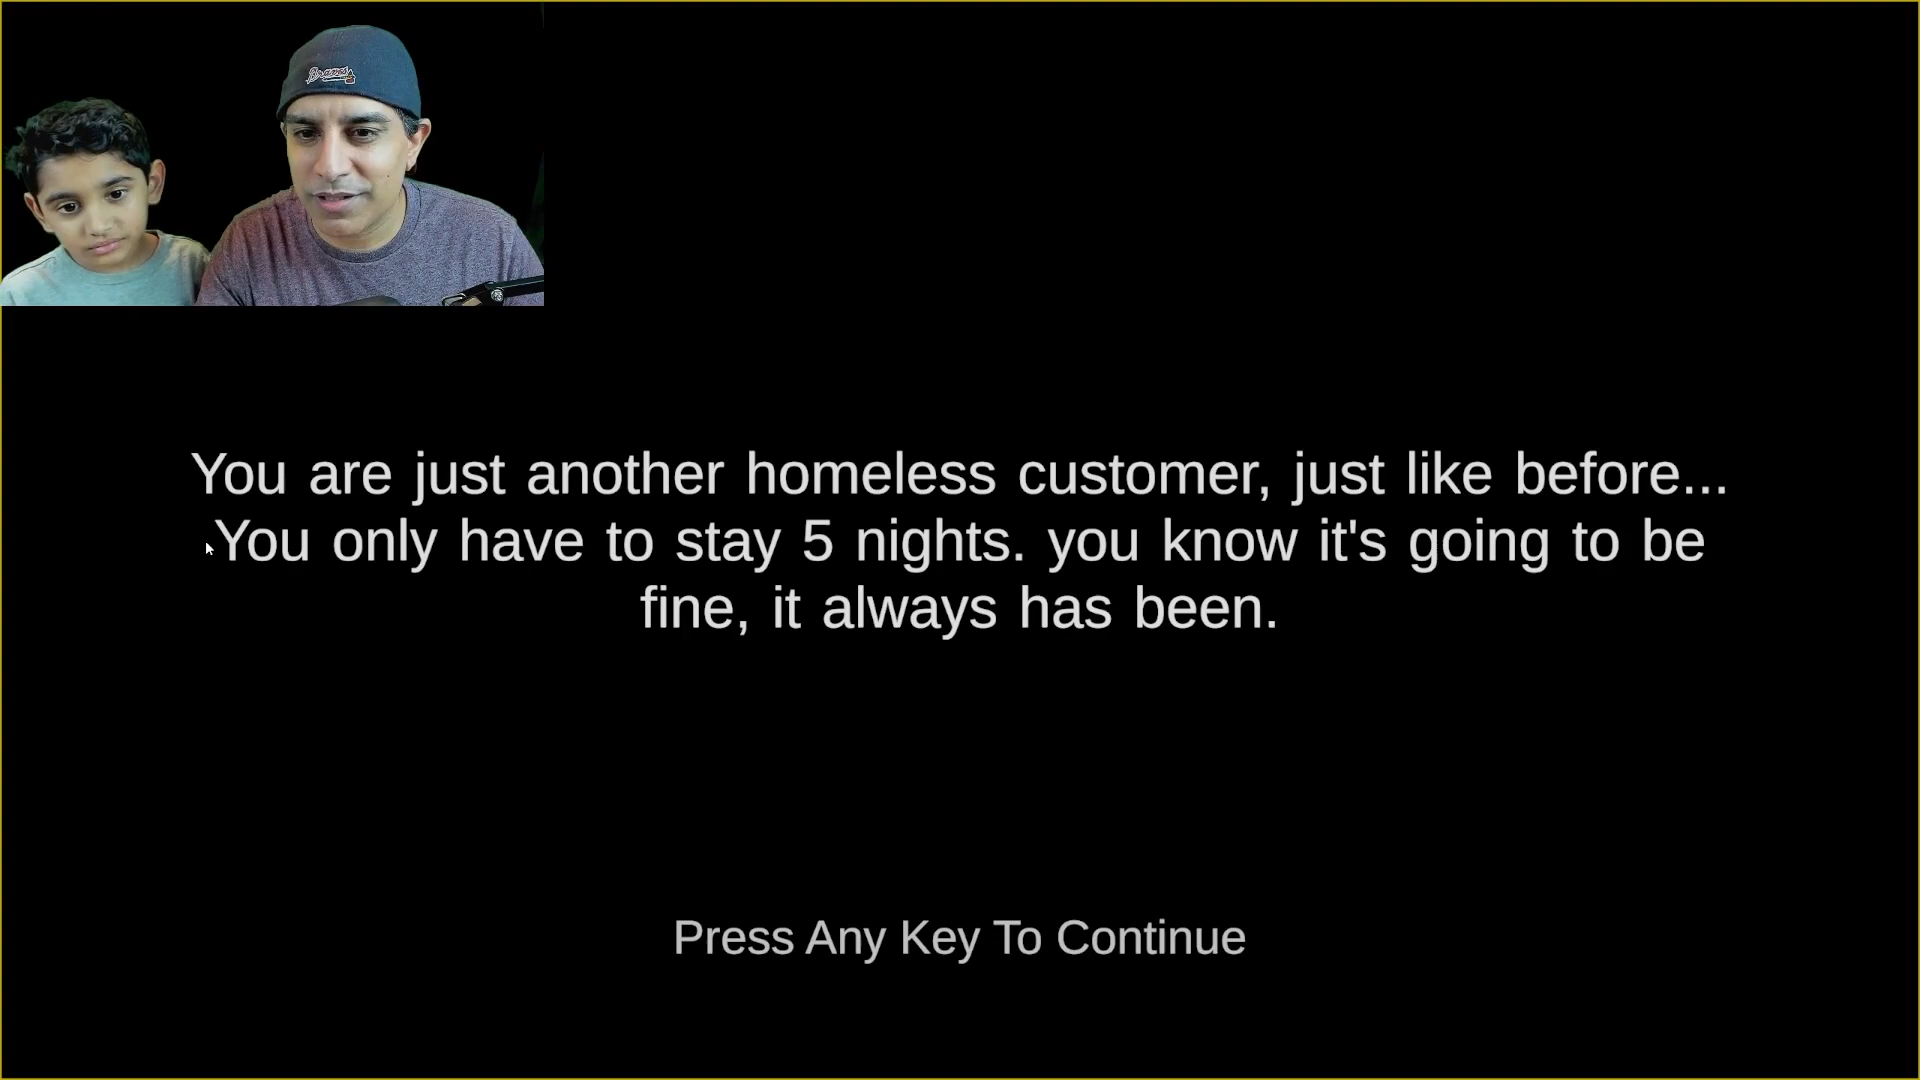 Braves
You are just another homeless customer, just like before...
You only have to stay 5 nights. you know it's going to be
fine, it always has been.
Press Any Key To Continue